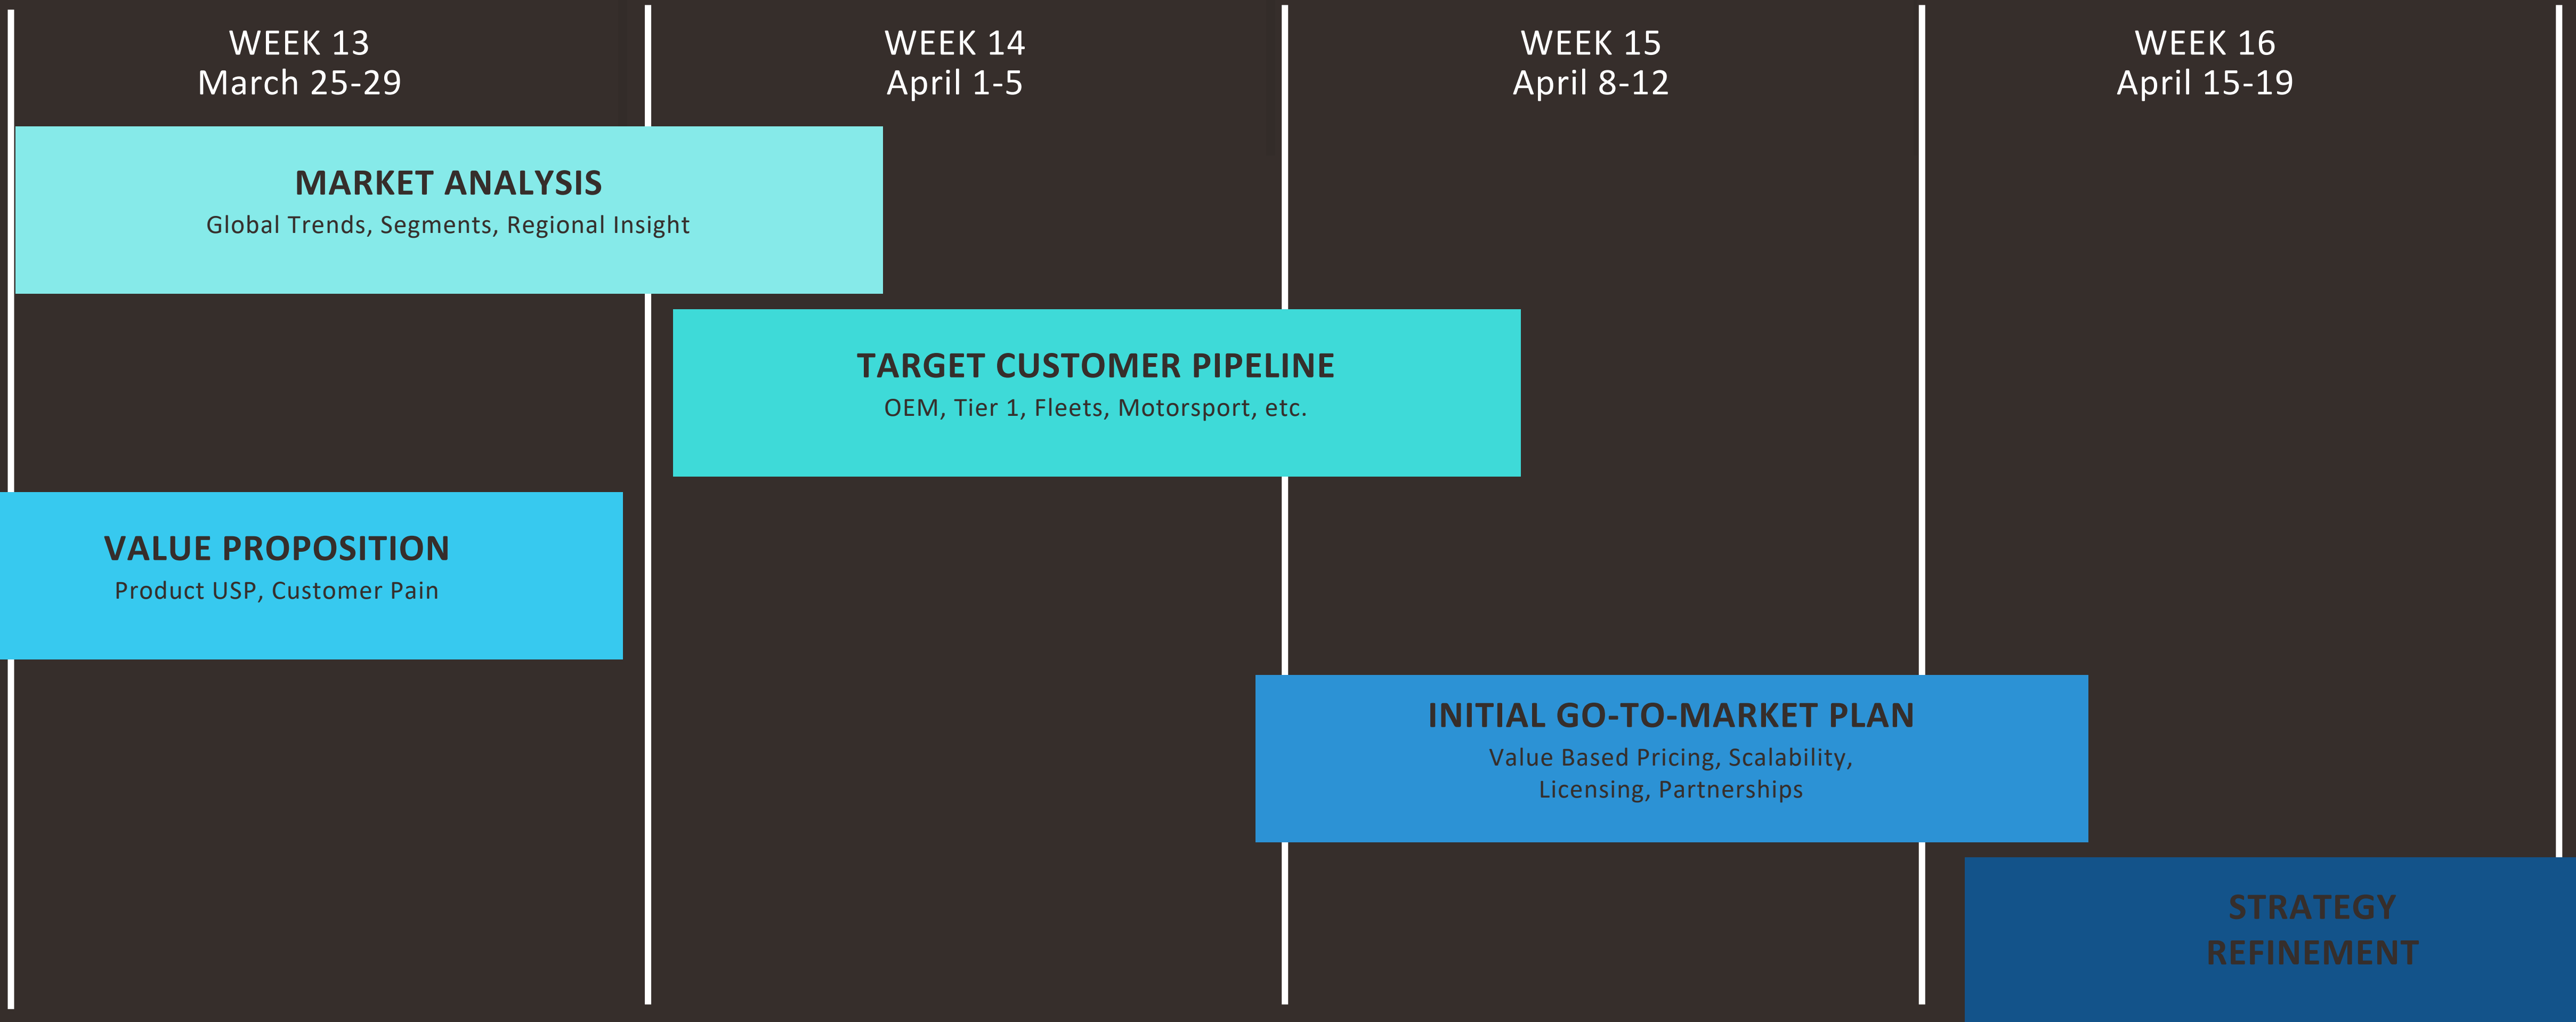 WEEK 13
March 25-29
WEEK 14
April 1-5
WEEK 15
April 8-12
WEEK 16
April 15-19
MARKET ANALYSIS
Global Trends, Segments, Regional Insight
TARGET CUSTOMER PIPELINE
OEM, Tier 1, Fleets, Motorsport, etc.
VALUE PROPOSITION
Product USP, Customer Pain
INITIAL GO-TO-MARKET PLAN
Value Based Pricing, Scalability,
Licensing, Partnerships
STRATEGY
REFINEMENT